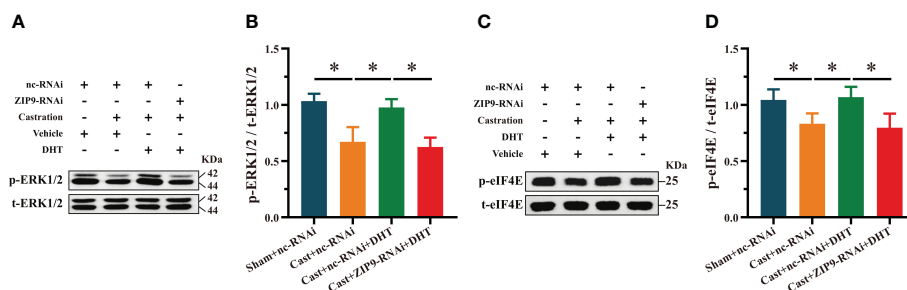 A
nc-RNAi + + + -
ZIP9-RNAi - - - +
Castration - + + +
Vehicle + + - -
DHT - - + +
KDa
p-ERK1/2
42
44
t-ERK1/2
42
44
B
p-ERK1/2 / t-ERK1/2
1.5
1.0
0.5
0.0
* * *
Sham+nc-RNAi
Cast+nc-RNAi
Cast+nc-RNAi+DHT
Cast+ZIP9-RNAi+DHT
C
nc-RNAi + + + -
ZIP9-RNAi - - - +
Castration - + + +
DHT - - + +
Vehicle + + - -
KDa
p-eIF4E
25
t-eIF4E
25
D
p-eIF4E / t-eIF4E
1.5
1.0
0.5
0.0
* * *
Sham+nc-RNAi
Cast+nc-RNAi
Cast+nc-RNAi+DHT
Cast+ZIP9-RNAi+DHT